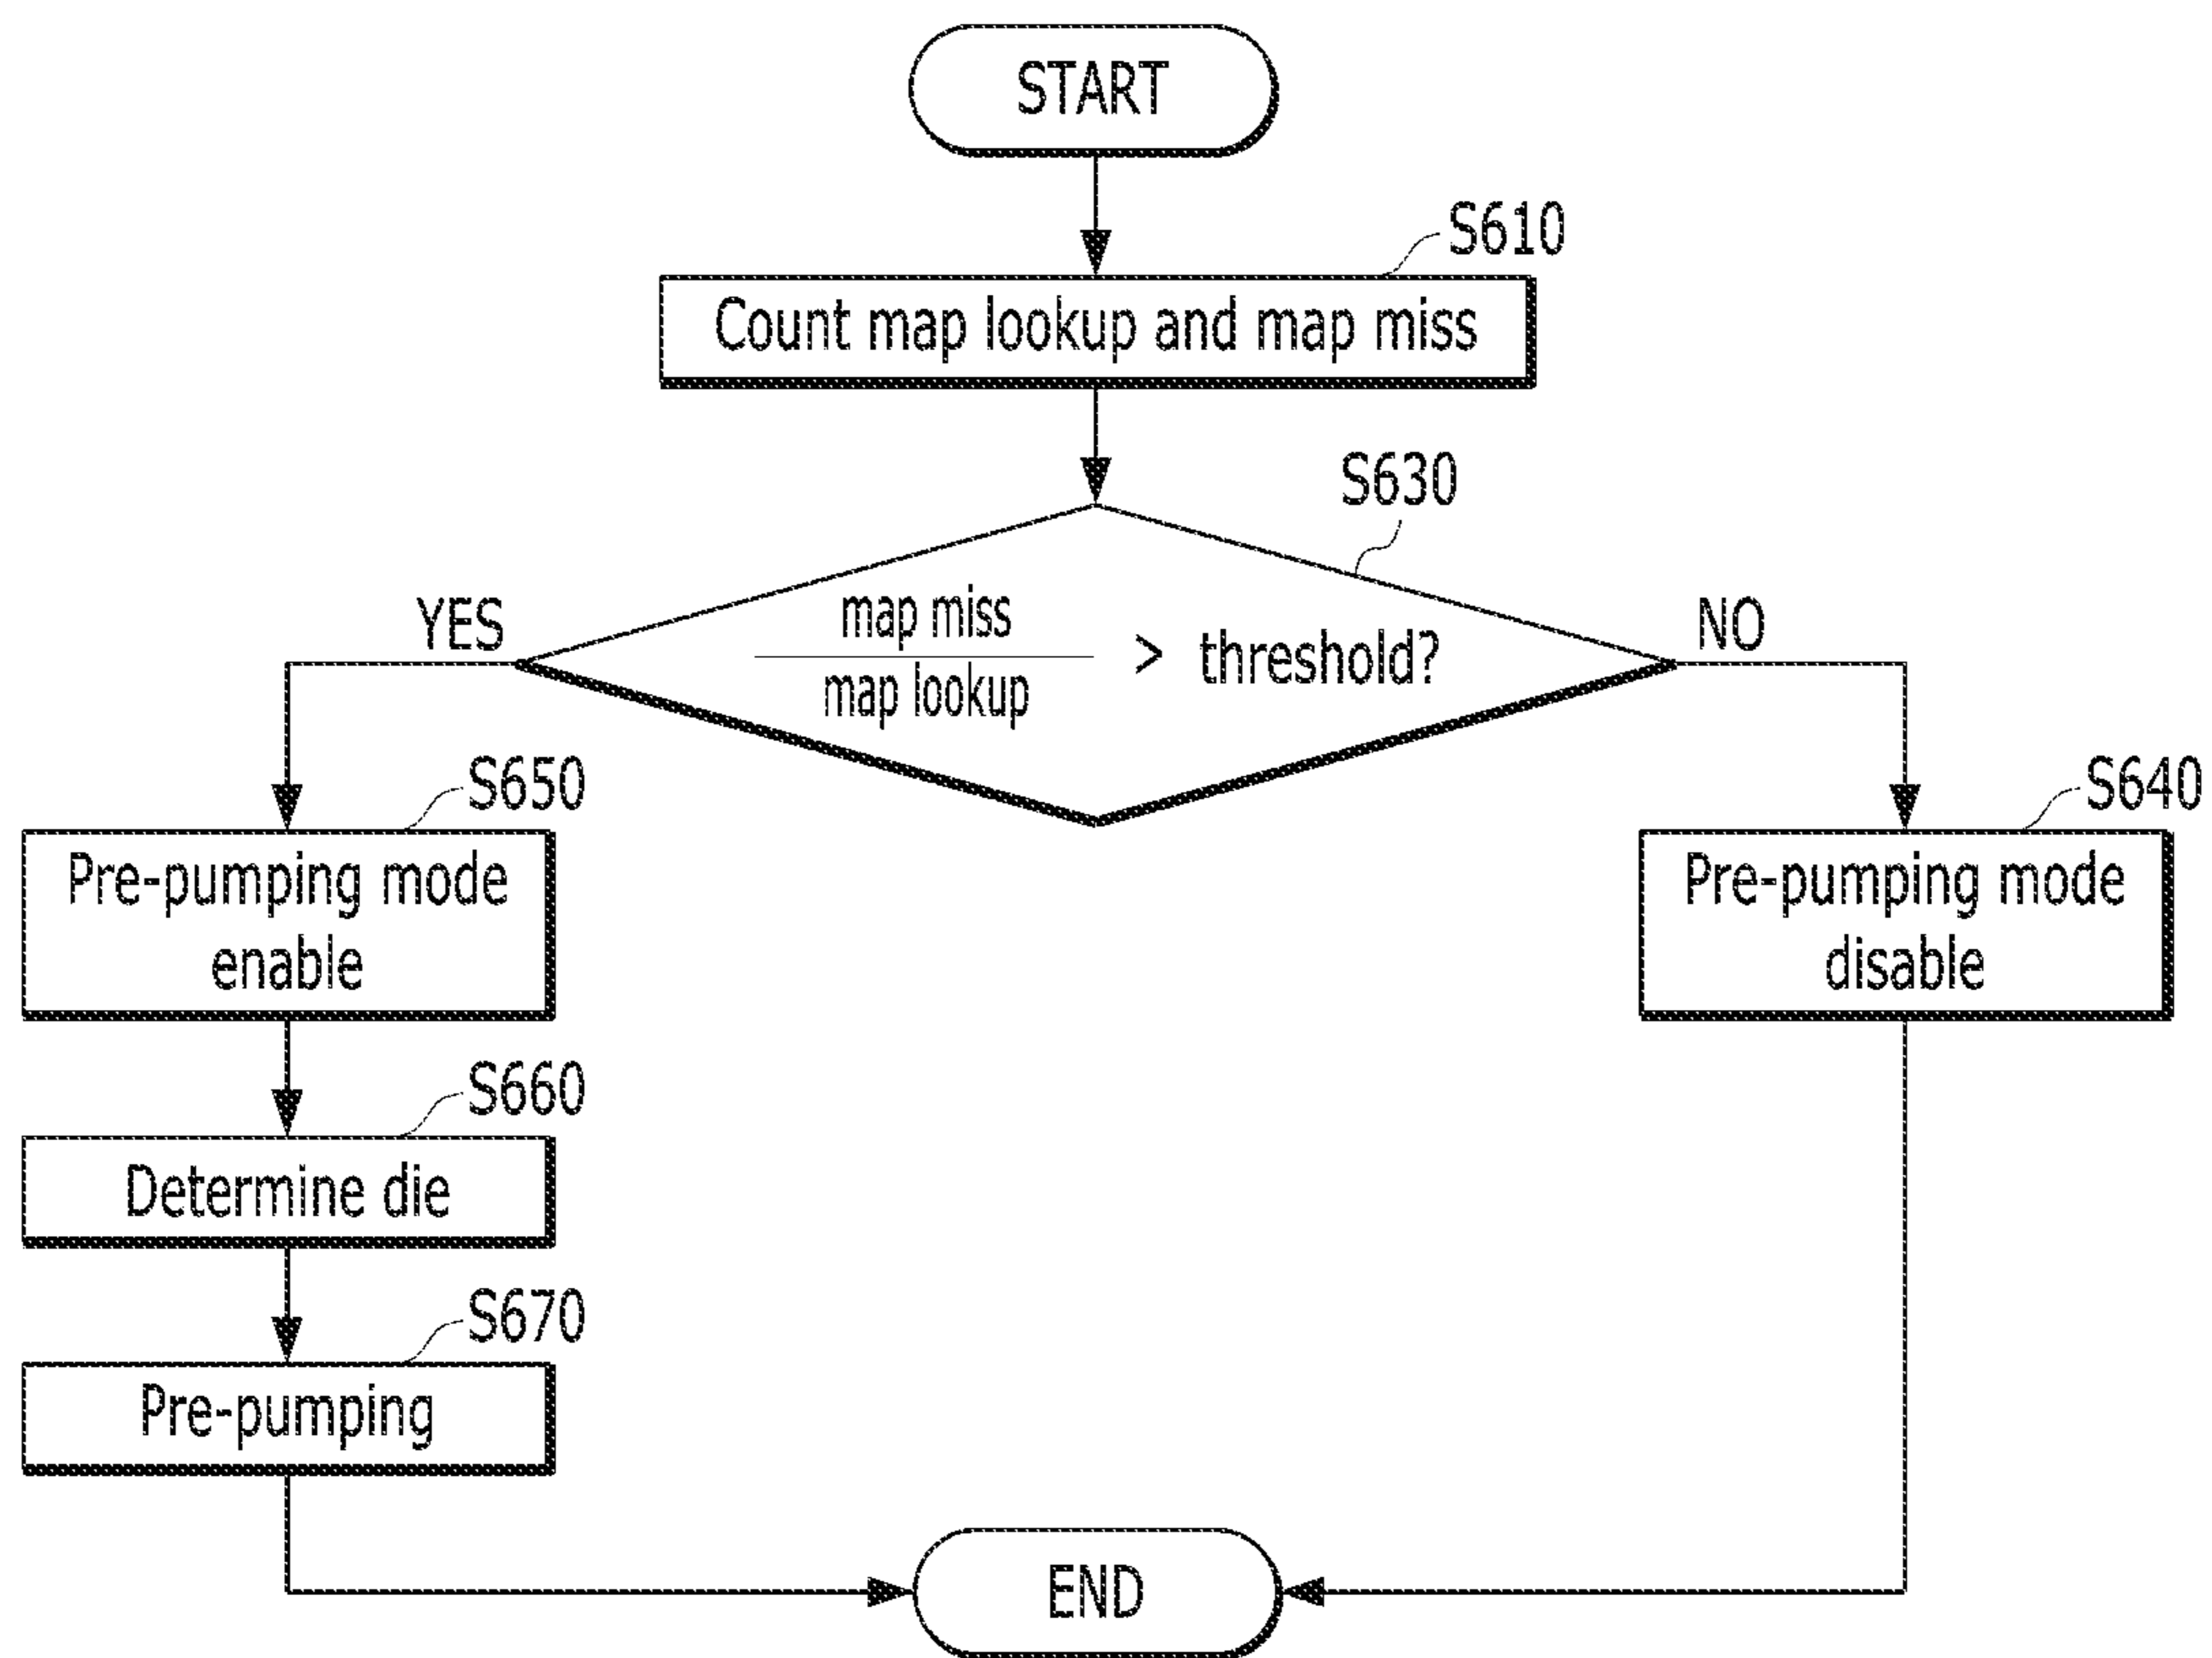 START
S610
Count map lookup and map miss
S630
YES
map miss
map lookup
> threshold?
NO
S650
Pre-pumping mode
enable
S640
Pre-pumping mode
disable
S660
Determine die
S670
Pre-pumping
END